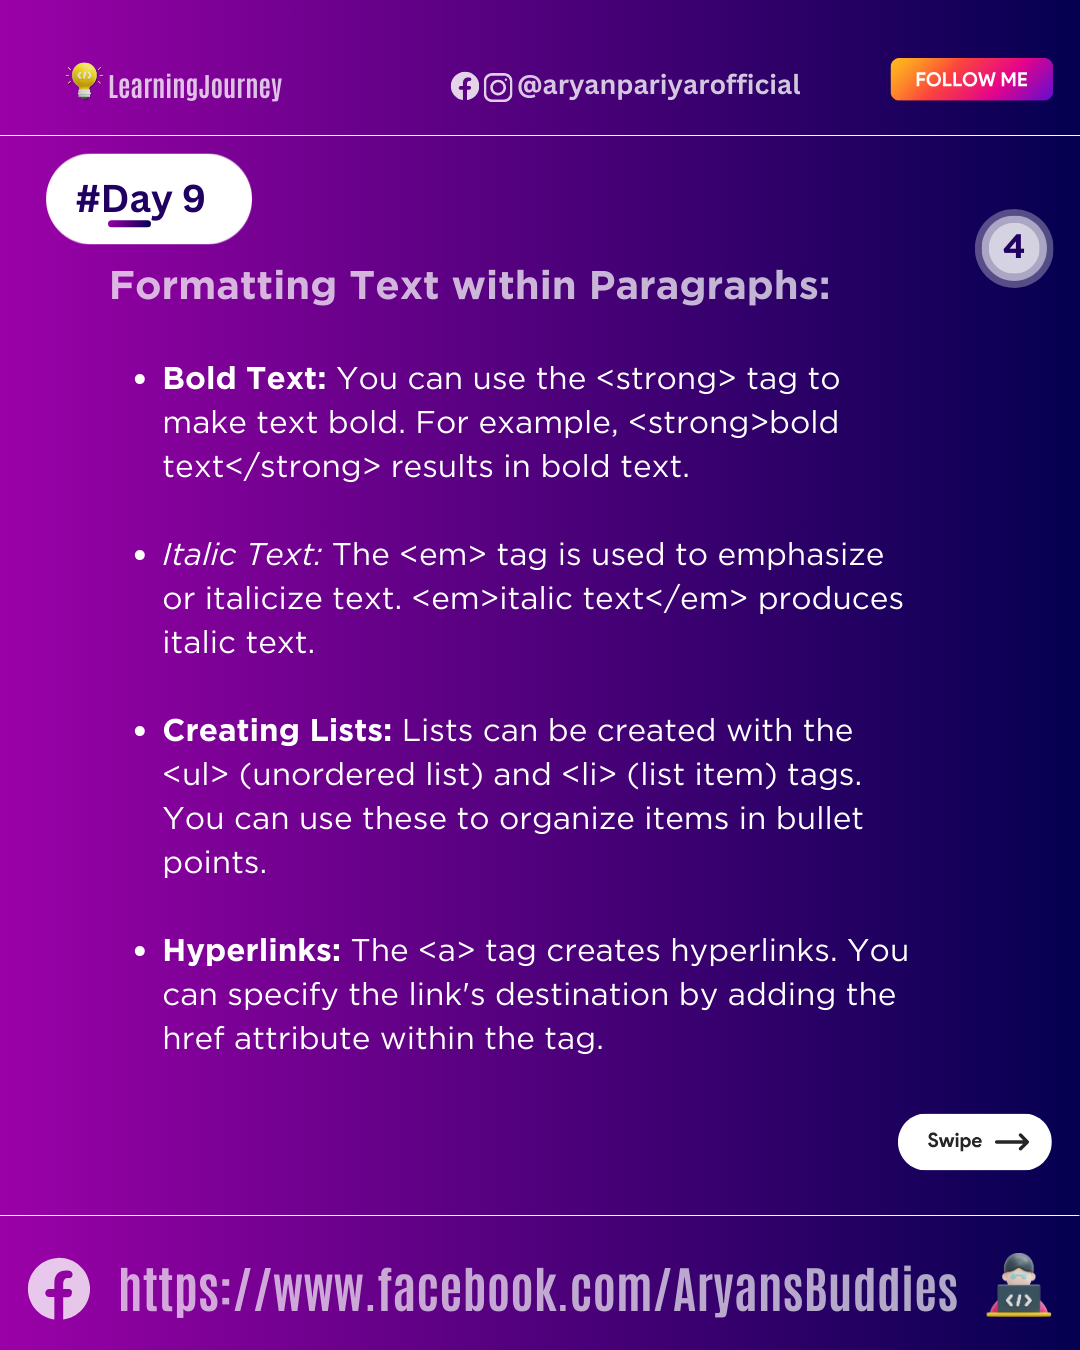 LearningJourney
@aryanpariyarofficial
FOLLOW ME
#Day 9
4
Formatting Text within Paragraphs:
• Bold Text: You can use the <strong> tag to
make text bold. For example, <strong>bold
text</strong> results in bold text.
• Italic Text: The <em> tag is used to emphasize
or italicize text. <em>italic text</em> produces
italic text.
• Creating Lists: Lists can be created with the
<ul> (unordered list) and <li> (list item) tags.
You can use these to organize items in bullet
points.
• Hyperlinks: The <a> tag creates hyperlinks. You
can specify the link's destination by adding the
href attribute within the tag.
Swipe
https://www.facebook.com/AryansBuddies